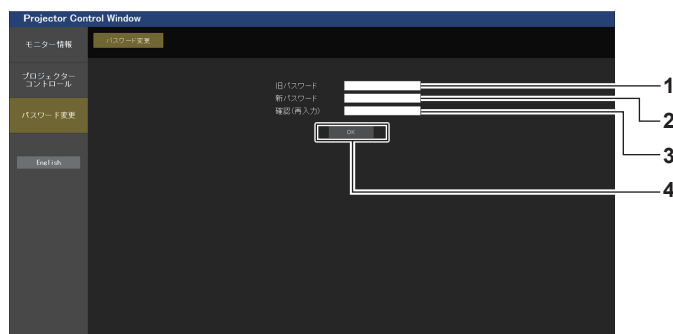 Projector Control Window
モニター情報
パスワード変更
プロジェクター
コントロール
パスワード変更
English
旧パスワード
新パスワード
確認(再入力)
OK
1
2
3
4